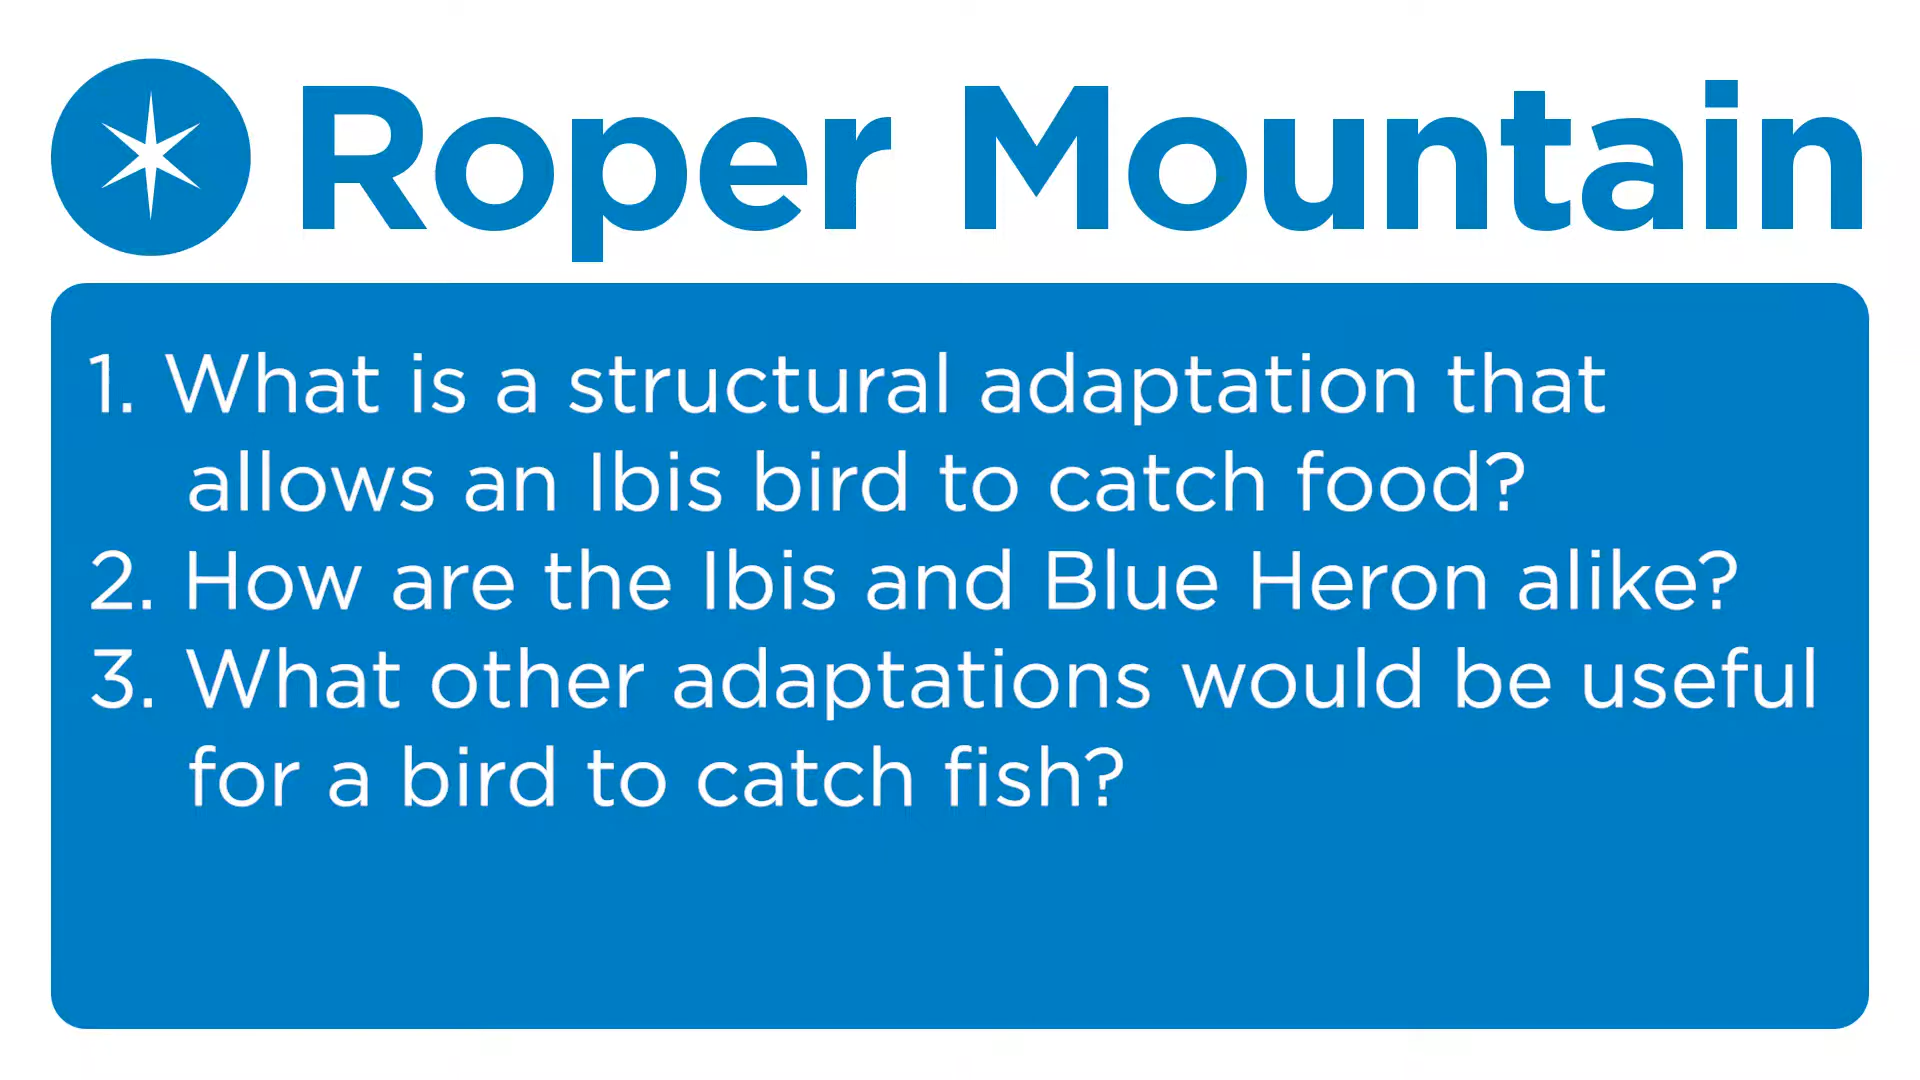 Roper Mountain
1. What is a structural adaptation that
allows an Ibis bird to catch food?
2. How are the Ibis and Blue Heron alike?
3. What other adaptations would be useful
for a bird to catch fish?